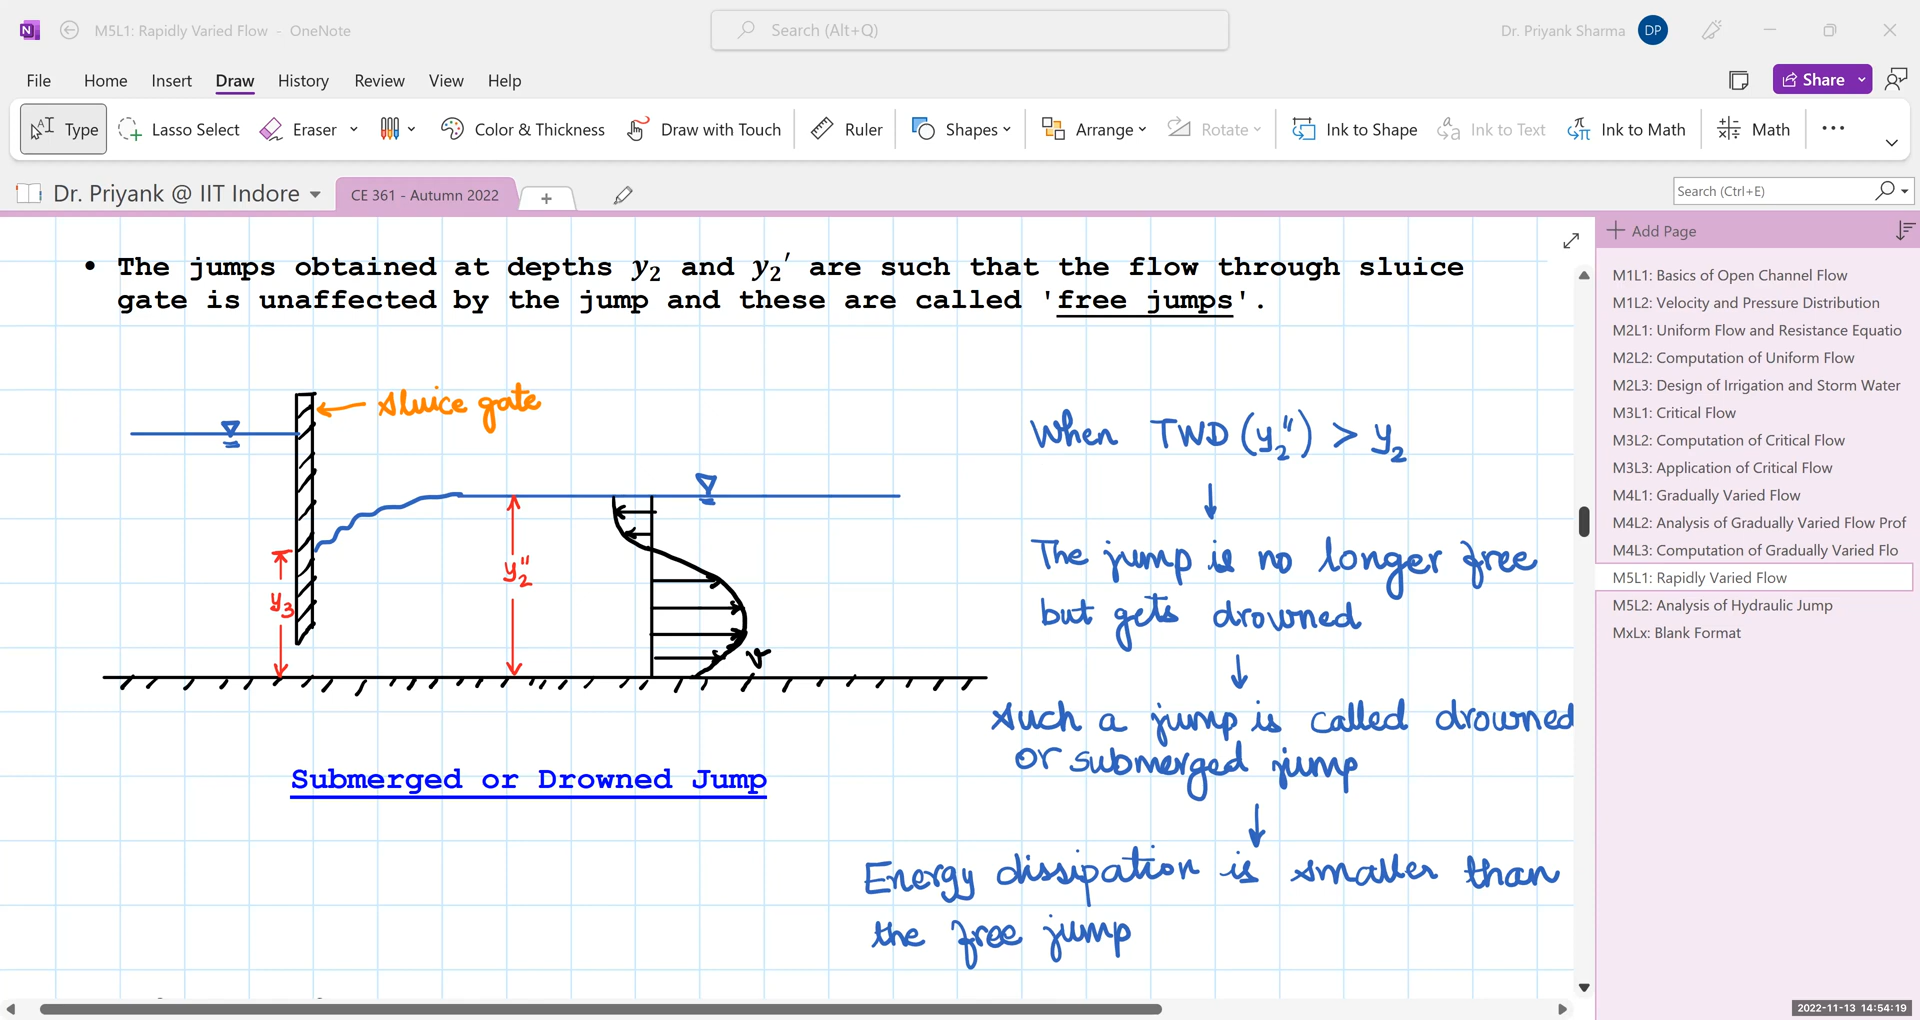 M5L1: Rapidly Varied Flow - OneNote
Search (Alt+Q)
Dr. Priyank Sharma
DP
File Home Insert Draw History Review View Help
Share
Type Lasso Select Eraser Color & Thickness Draw with Touch Ruler Shapes Arrange Rotate Ink to Shape Ink to Text Ink to Math Math
Dr. Priyank @ IIT Indore
CE 361 - Autumn 2022
Search (Ctrl+E)
• The jumps obtained at depths y₂ and y₂′ are such that the flow through sluice
gate is unaffected by the jump and these are called 'free jumps'.
Sluice gate
y₃
y₂"
v
Submerged or Drowned Jump
When TWD (y₂") > y₂
↓
The jump is no longer free
but gets drowned
↓
Such a jump is called drowned
or submerged jump
↓
Energy dissipation is smaller than
the free jump
Add Page
M1L1: Basics of Open Channel Flow
M1L2: Velocity and Pressure Distribution
M2L1: Uniform Flow and Resistance Equatio
M2L2: Computation of Uniform Flow
M2L3: Design of Irrigation and Storm Water
M3L1: Critical Flow
M3L2: Computation of Critical Flow
M3L3: Application of Critical Flow
M4L1: Gradually Varied Flow
M4L2: Analysis of Gradually Varied Flow Prof
M4L3: Computation of Gradually Varied Flo
M5L1: Rapidly Varied Flow
M5L2: Analysis of Hydraulic Jump
MxLx: Blank Format
2022-11-13 14:54:19